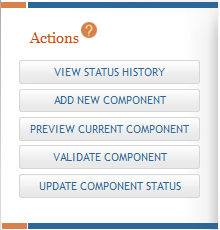 Actions ?
VIEW STATUS HISTORY
ADD NEW COMPONENT
PREVIEW CURRENT COMPONENT
VALIDATE COMPONENT
UPDATE COMPONENT STATUS